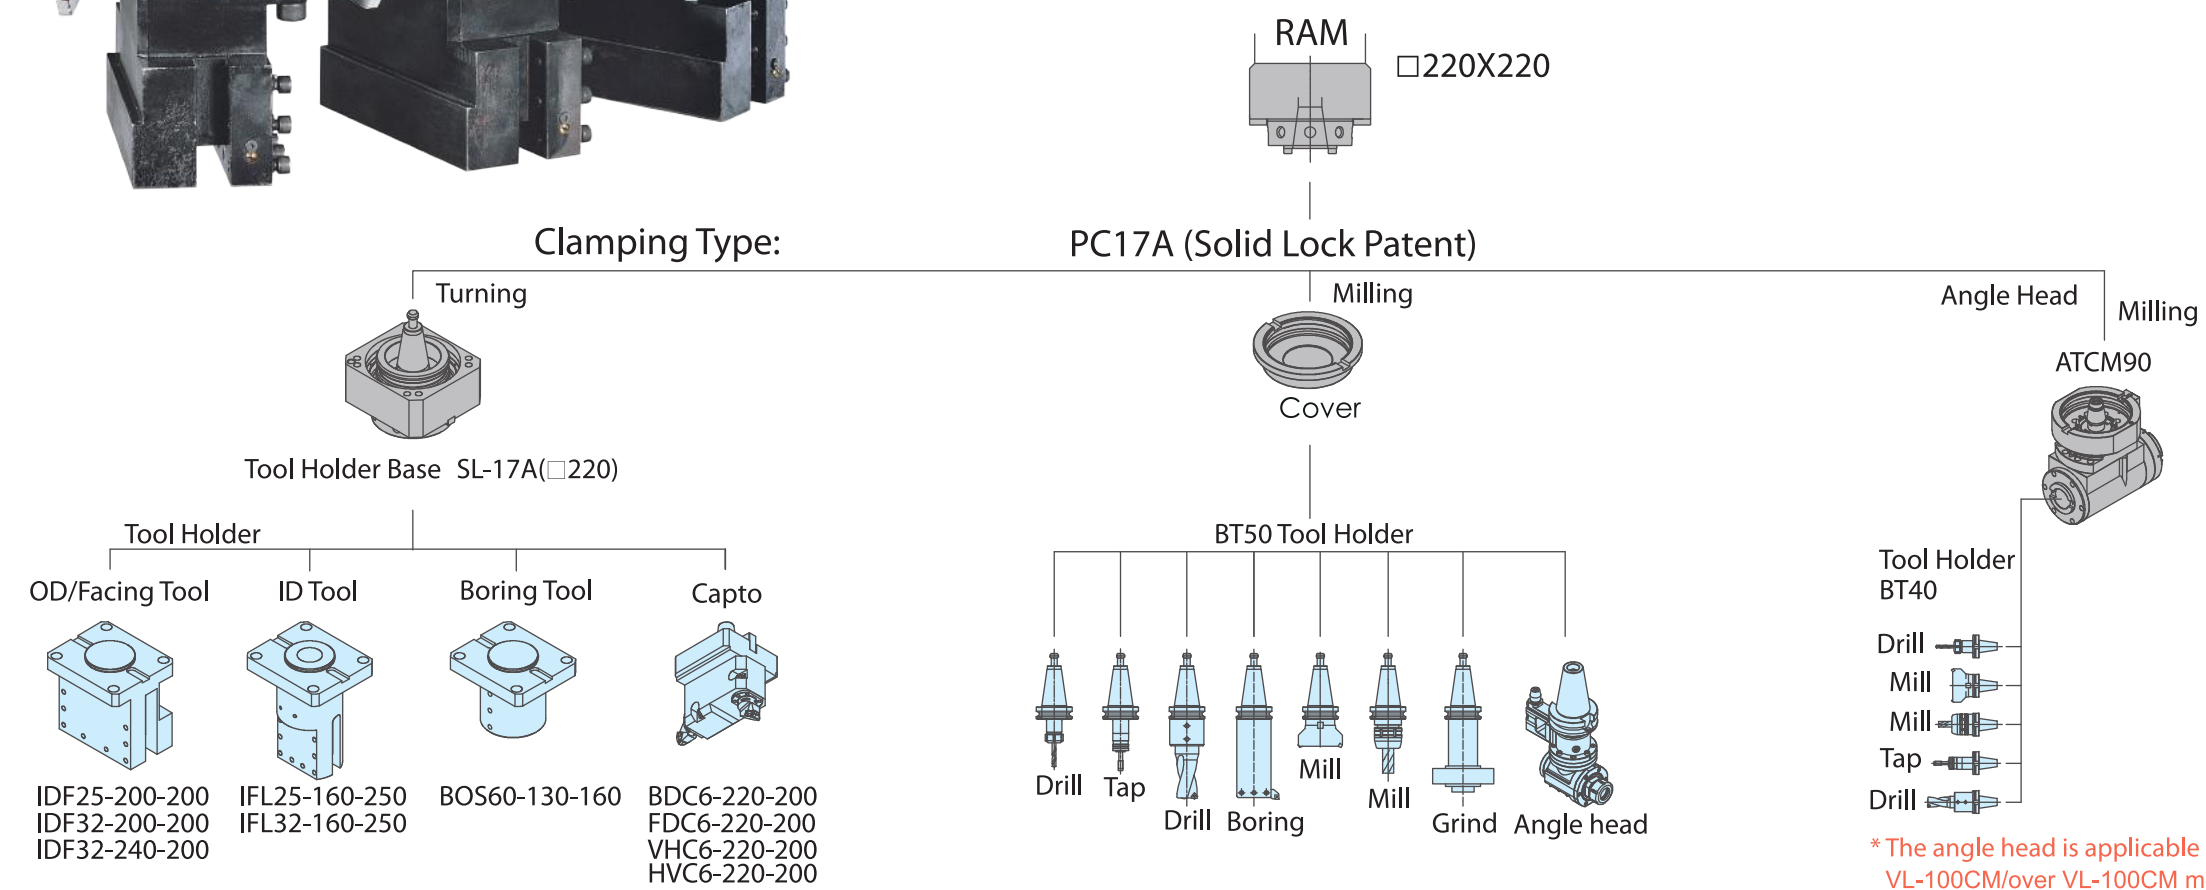 RAM
□220X220
Clamping Type:
PC17A (Solid Lock Patent)
Turning
Milling
Angle Head
Milling
ATCM90
Cover
Tool Holder Base SL-17A(□220)
Tool Holder
OD/Facing Tool
ID Tool
Boring Tool
Capto
IDF25-200-200
IDF32-200-200
IDF32-240-200
IFL25-160-250
IFL32-160-250
BOS60-130-160
BDC6-220-200
FDC6-220-200
VHC6-220-200
HVC6-220-200
BT50 Tool Holder
Drill
Tap
Drill
Boring
Mill
Mill
Grind
Angle head
Tool Holder
BT40
Drill
Mill
Mill
Tap
Drill
* The angle head is applicable
VL-100CM/over VL-100CM m